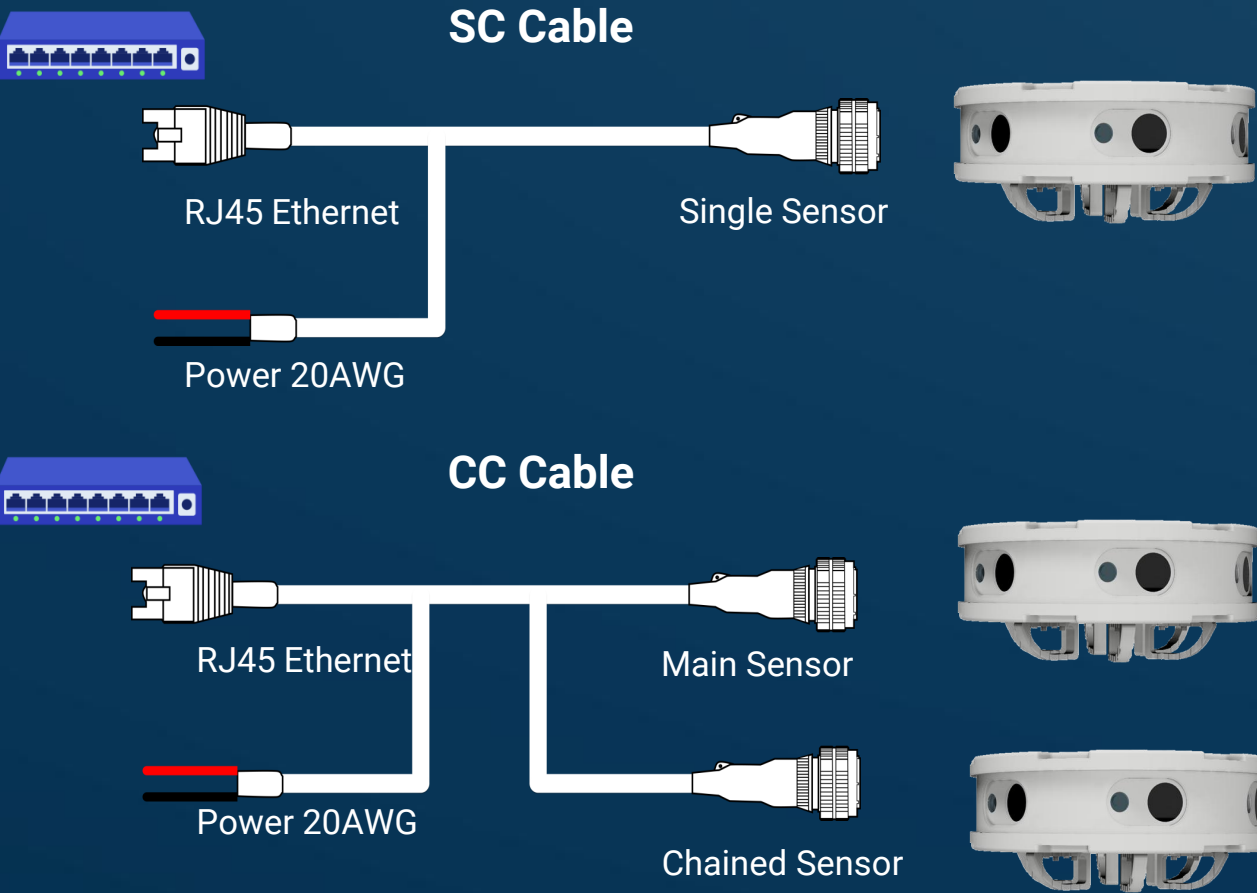 SC Cable
RJ45 Ethernet
Single Sensor
Power 20AWG
CC Cable
RJ45 Ethernet
Main Sensor
Power 20AWG
Chained Sensor